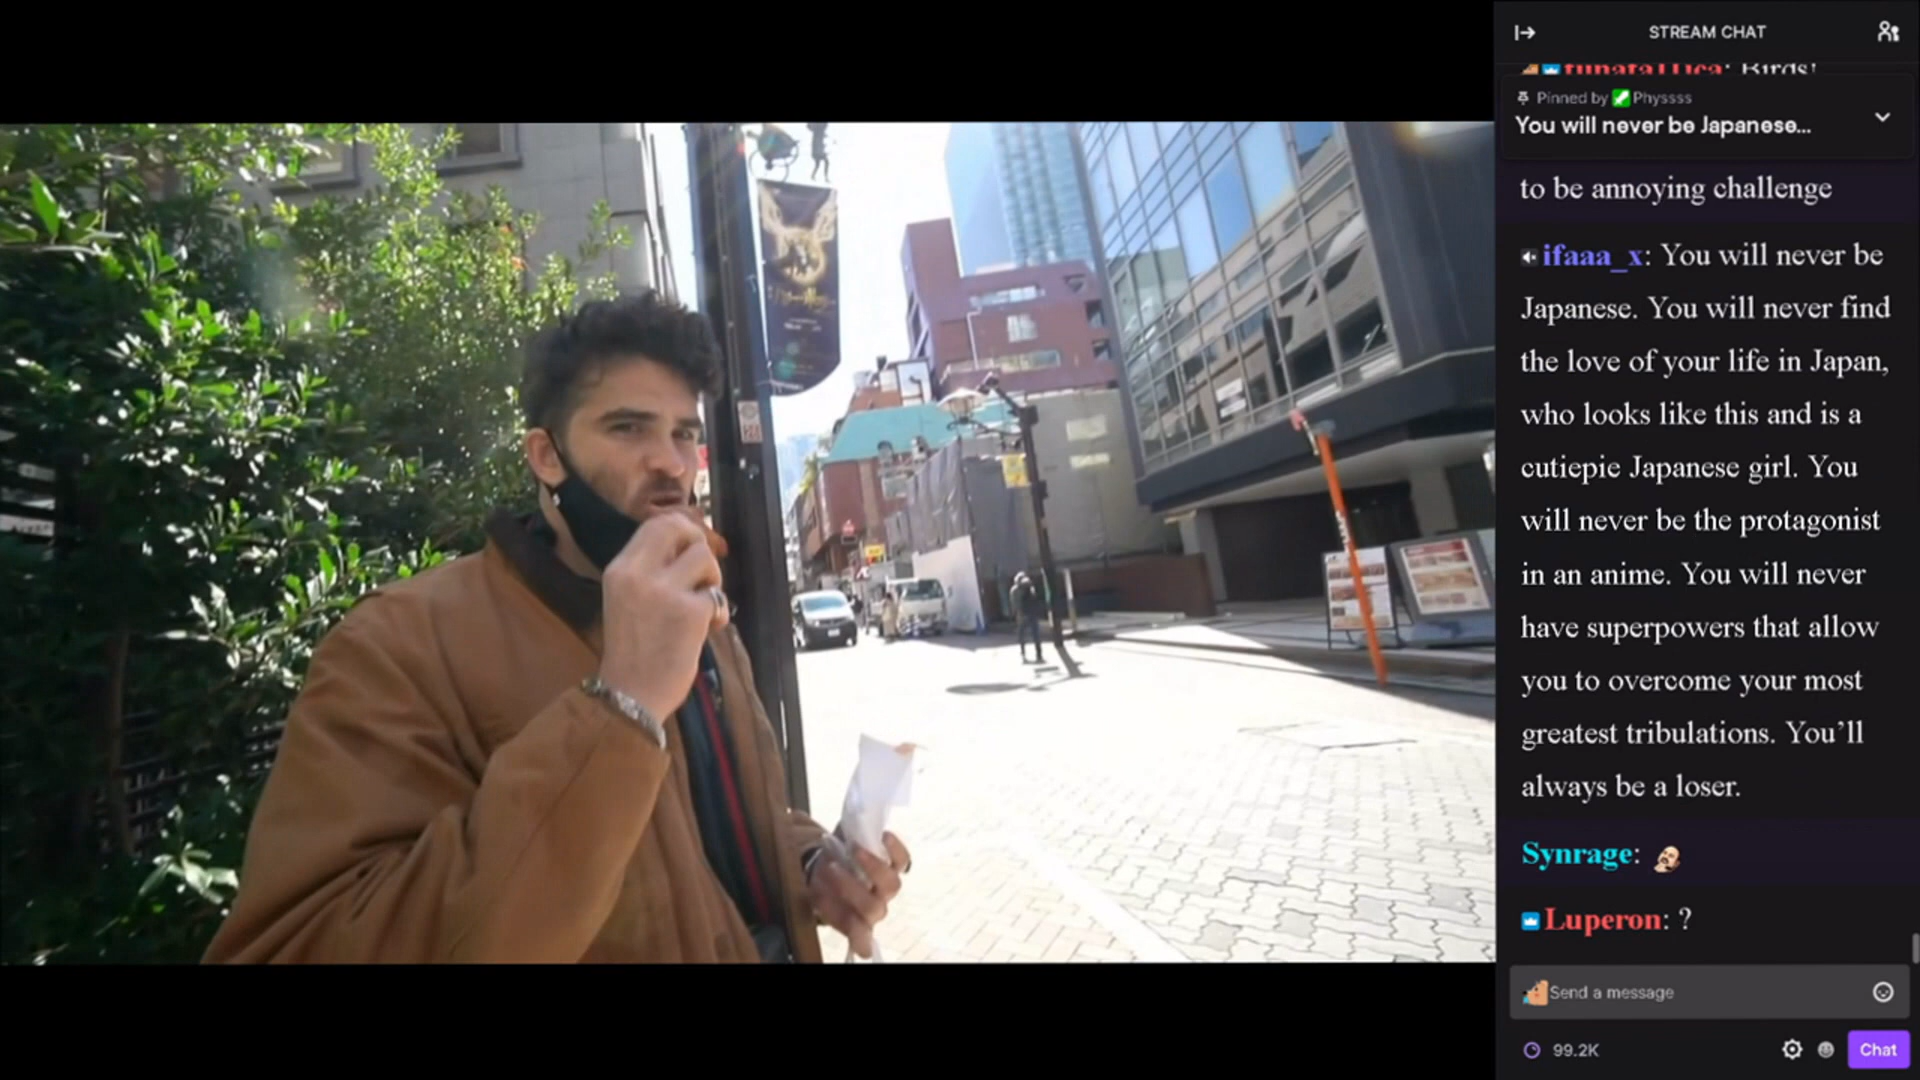 STREAM CHAT
Pinned by Physsss
You will never be Japanese...
to be annoying challenge
ifaaa_x: You will never be
Japanese. You will never find
the love of your life in Japan,
who looks like this and is a
cutiepie Japanese girl. You
will never be the protagonist
in an anime. You will never
have superpowers that allow
you to overcome your most
greatest tribulations. You’ll
always be a loser.
Synrage:
Luperon: ?
Send a message
99.2K
Chat